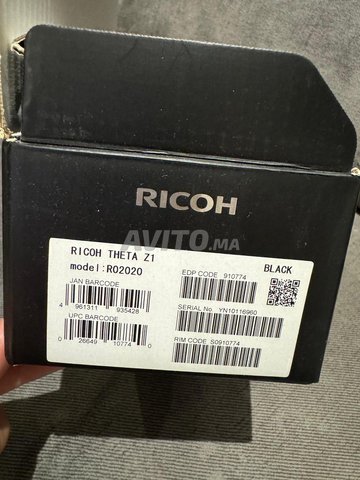 RICOH
AVITO.MA
RICOH THETA Z1
model:RO2020
BLACK
EDP CODE 910774
JAN BARCODE
4 961311 935428
SERIAL No. YN10116960
UPC BARCODE
0 26649 10774 0
RIM CODE S0910774